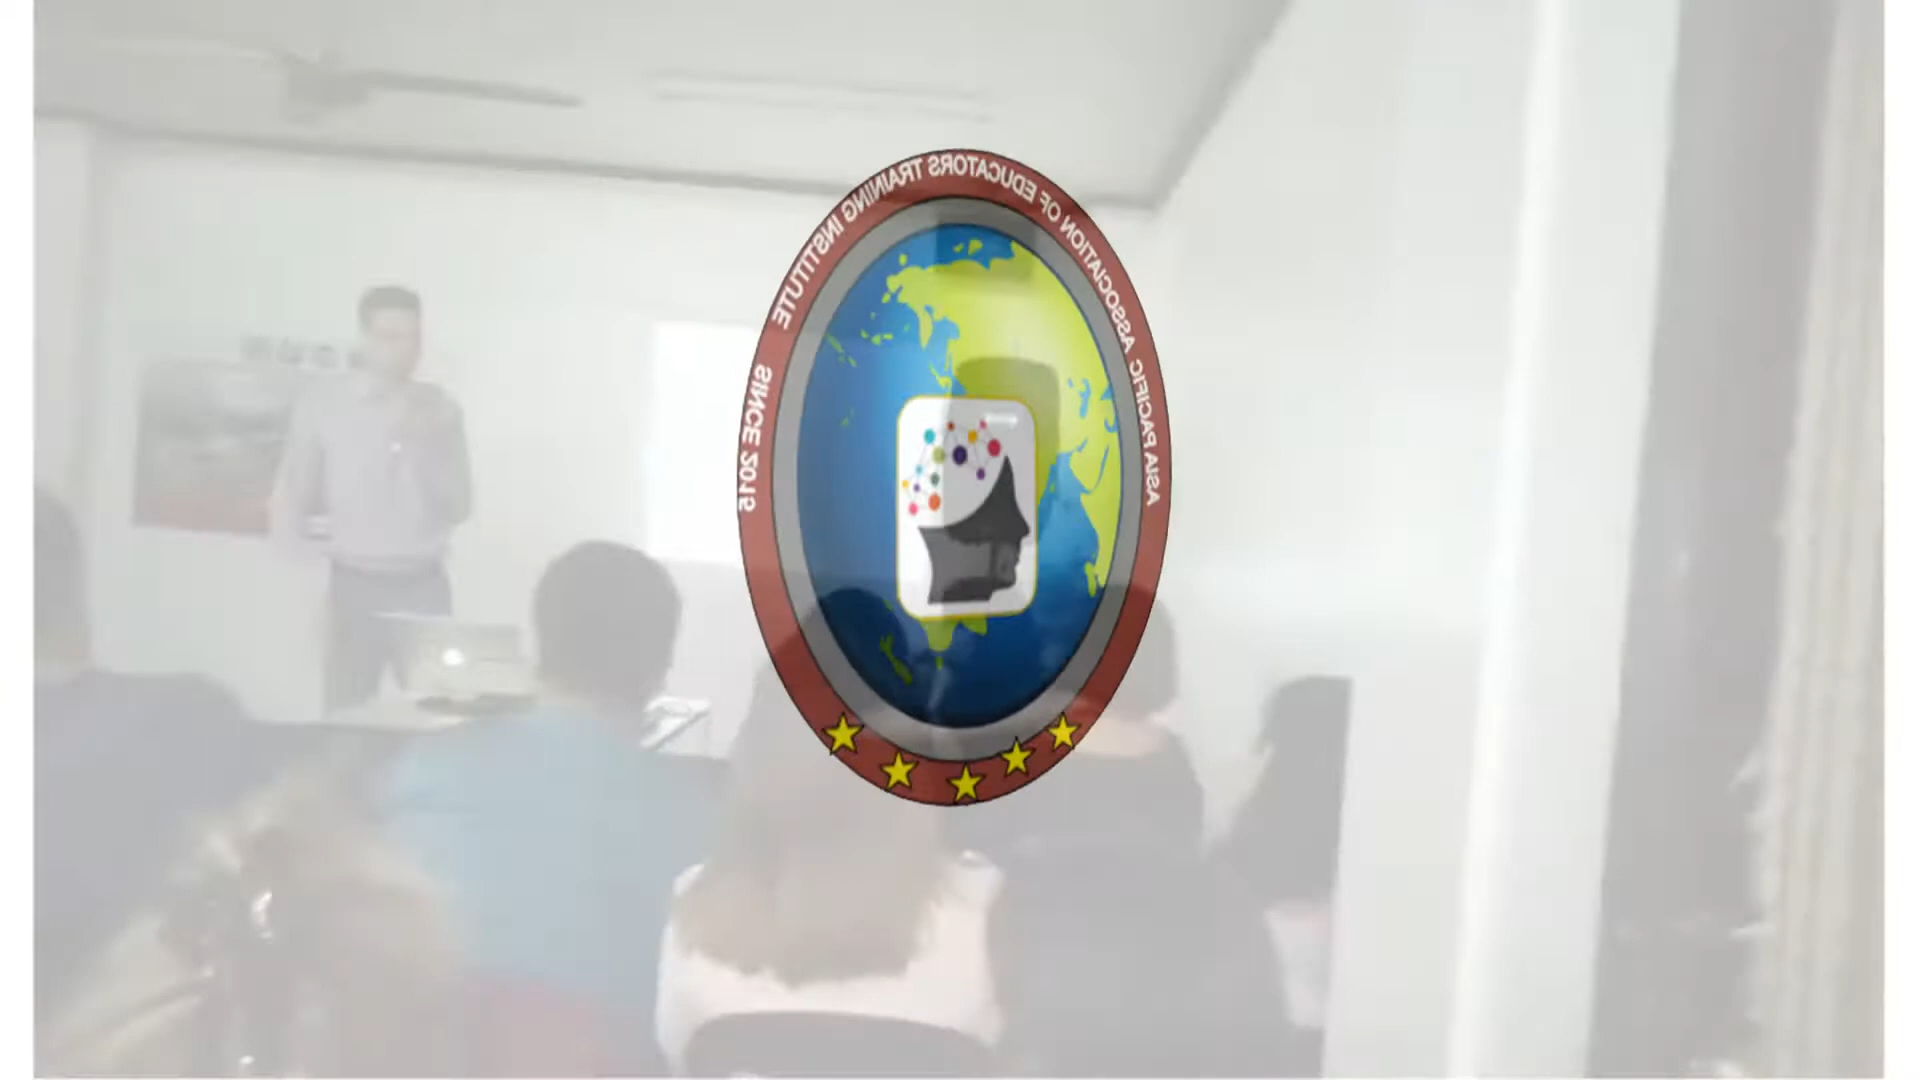 ASIA PACIFIC ASSOCIATION OF EDUCATORS TRAINING INSTITUTE
SINCE 2015